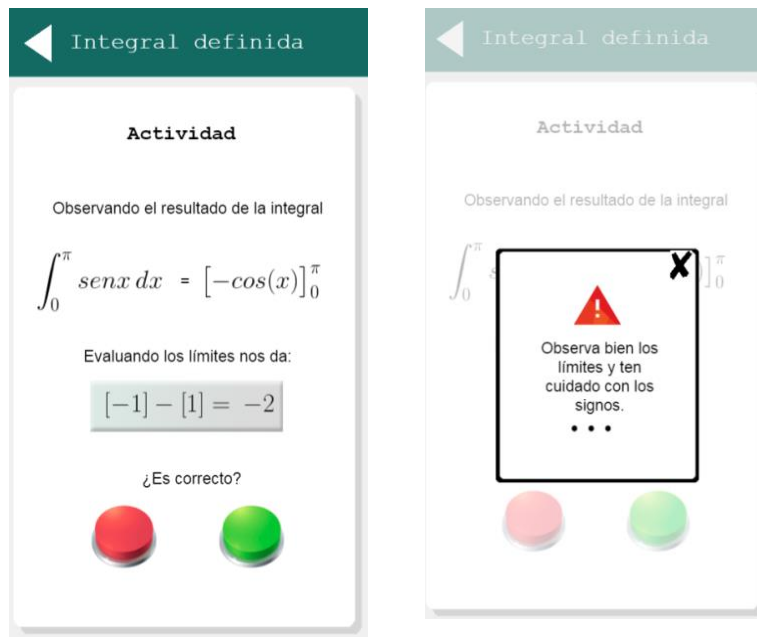 Integral definida
Actividad
Observando el resultado de la integral
∫₀^π senx dx = [−cos(x)]₀^π
Evaluando los límites nos da:
[−1] − [1] = −2
¿Es correcto?
Integral definida
Actividad
Observando el resultado de la integral
∫₀^π s ]₀^π
X
!
Observa bien los
límites y ten
cuidado con los
signos.
...